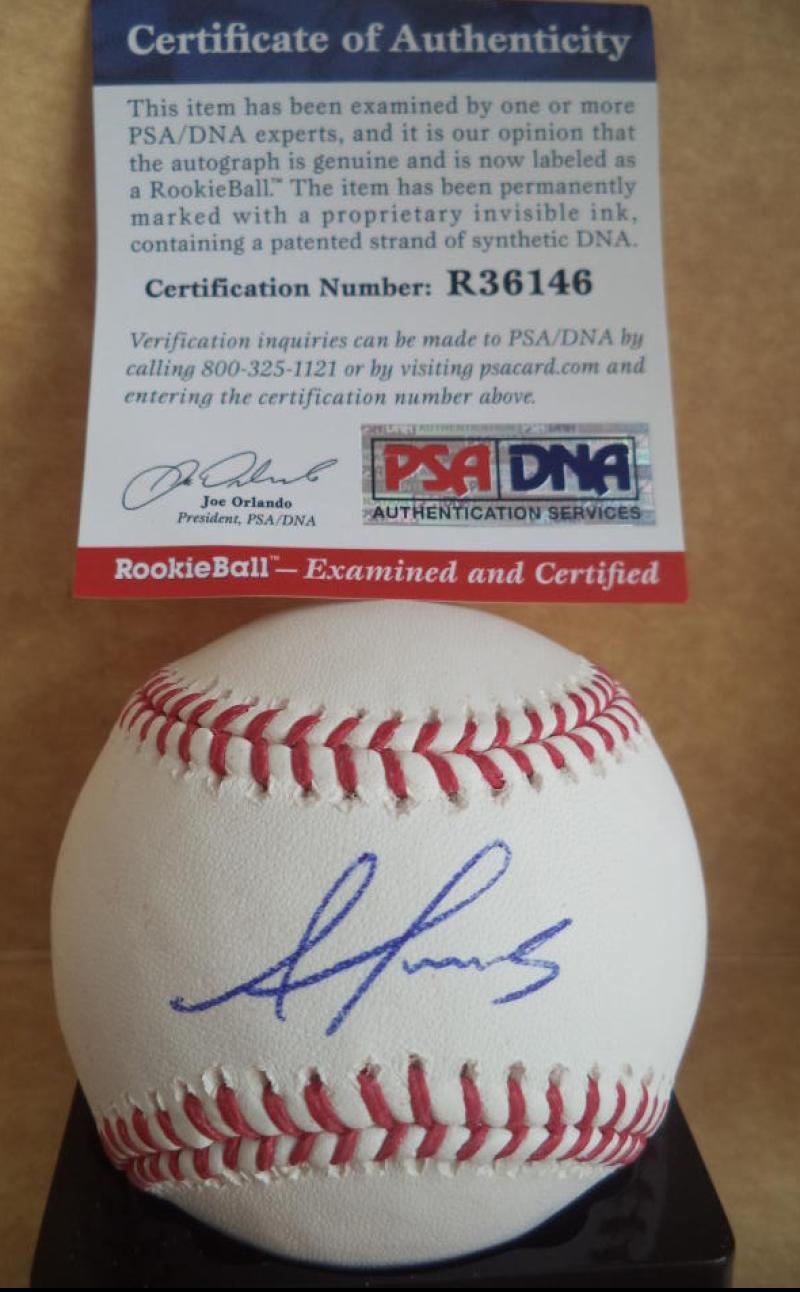 Certificate of Authenticity
This item has been examined by one or more
PSA/DNA experts, and it is our opinion that
the autograph is genuine and is now labeled as
a RookieBall.™ The item has been permanently
marked with a proprietary invisible ink,
containing a patented strand of synthetic DNA.
Certification Number: R36146
Verification inquiries can be made to PSA/DNA by
calling 800-325-1121 or by visiting psacard.com and
entering the certification number above.
Joe Orlando
President, PSA/DNA
PSA DNA
AUTHENTICATION SERVICES
RookieBall™— Examined and Certified